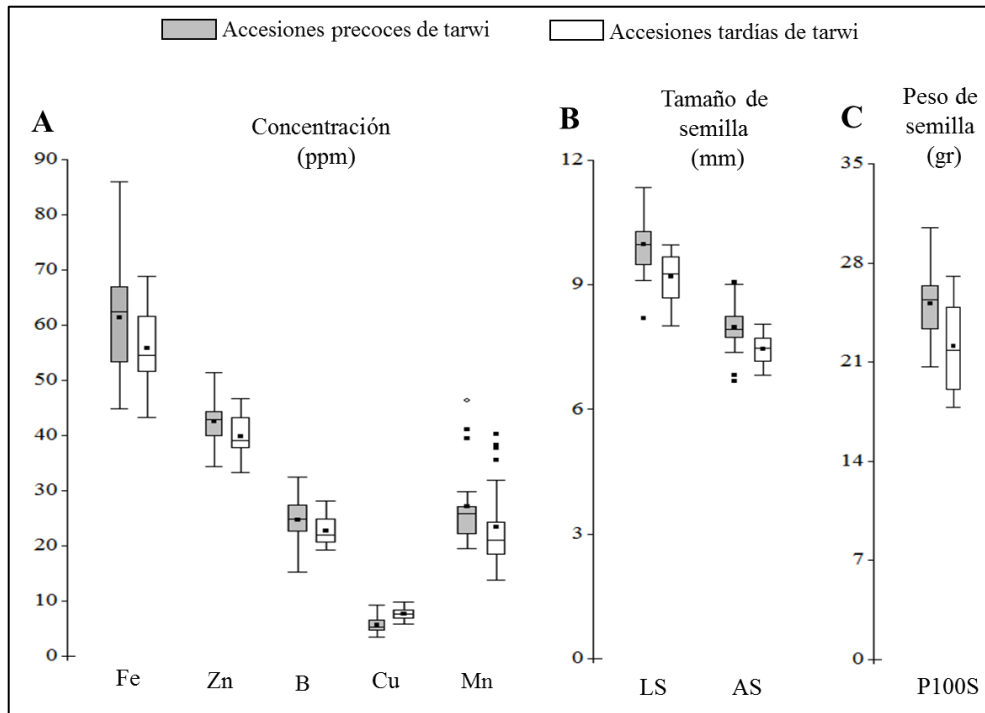 Accesiones precoces de tarwi
Accesiones tardías de tarwi
A
Concentración
(ppm)
90
80
70
60
50
40
30
20
10
0
Fe
Zn
B
Cu
Mn
B
Tamaño de
semilla
(mm)
12
9
6
3
0
LS
AS
C
Peso de
semilla
(gr)
35
28
21
14
7
0
P100S